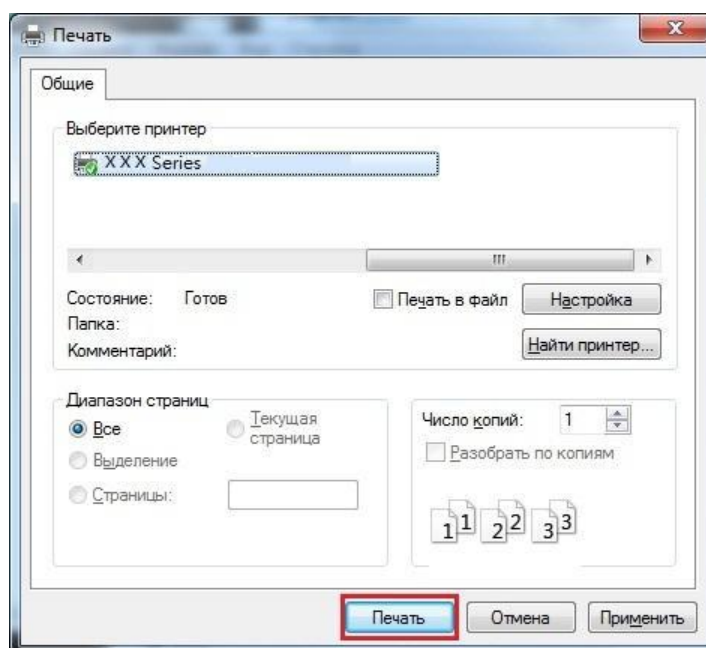 Печать
Общие
Выберите принтер
X X X Series
Состояние: Готов
Печать в файл
Настройка
Папка:
Комментарий:
Найти принтер...
Диапазон страниц
Все
Текущая страница
Выделение
Страницы:
Число копий: 1
Разобрать по копиям
1 1 2 2 3 3
Печать
Отмена
Применить